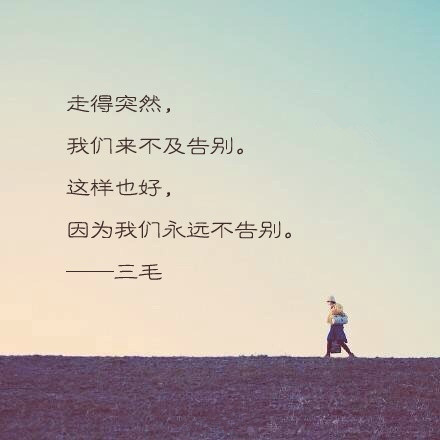 走得突然，
我们来不及告别。
这样也好，
因为我们永远不告别。
——三毛